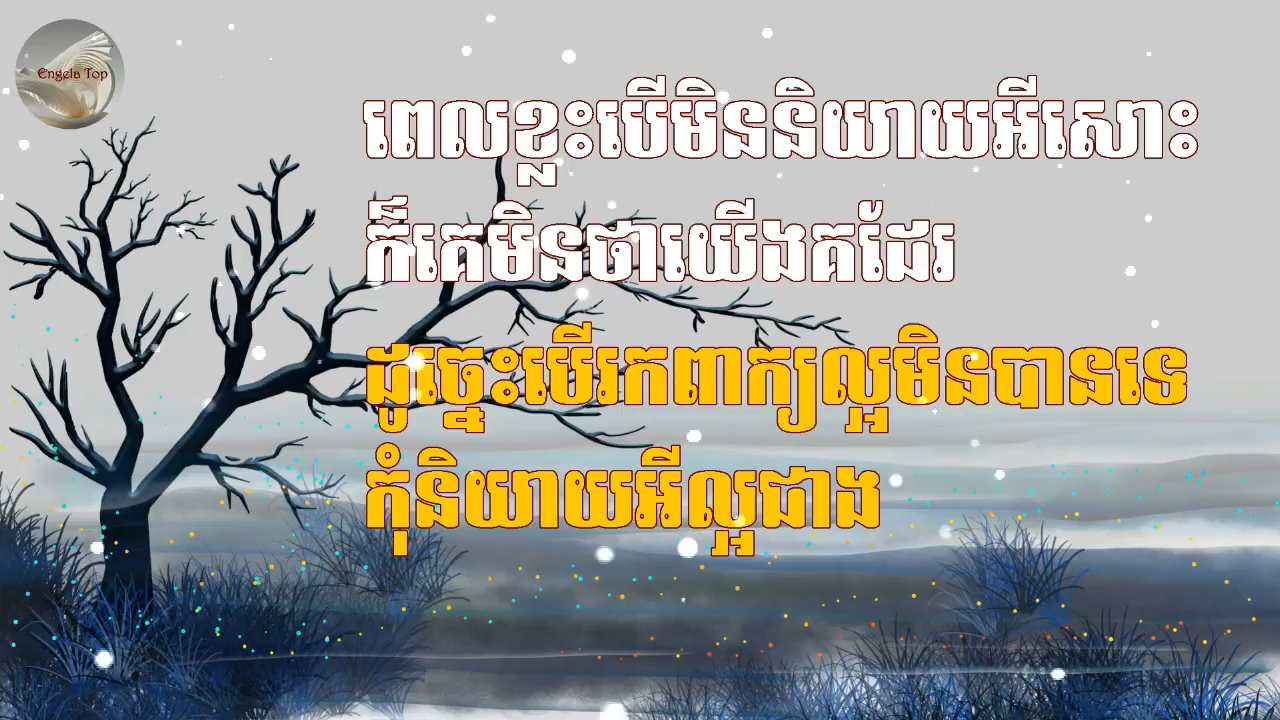 Engela Top
ពេលខ្លះបើមិននិយាយអីសោះ
ក៏គេមិនថាយើងគដែរ
ដូច្នេះបើរកពាក្យល្អមិនបានទេ
កុំនិយាយអីល្អជាង